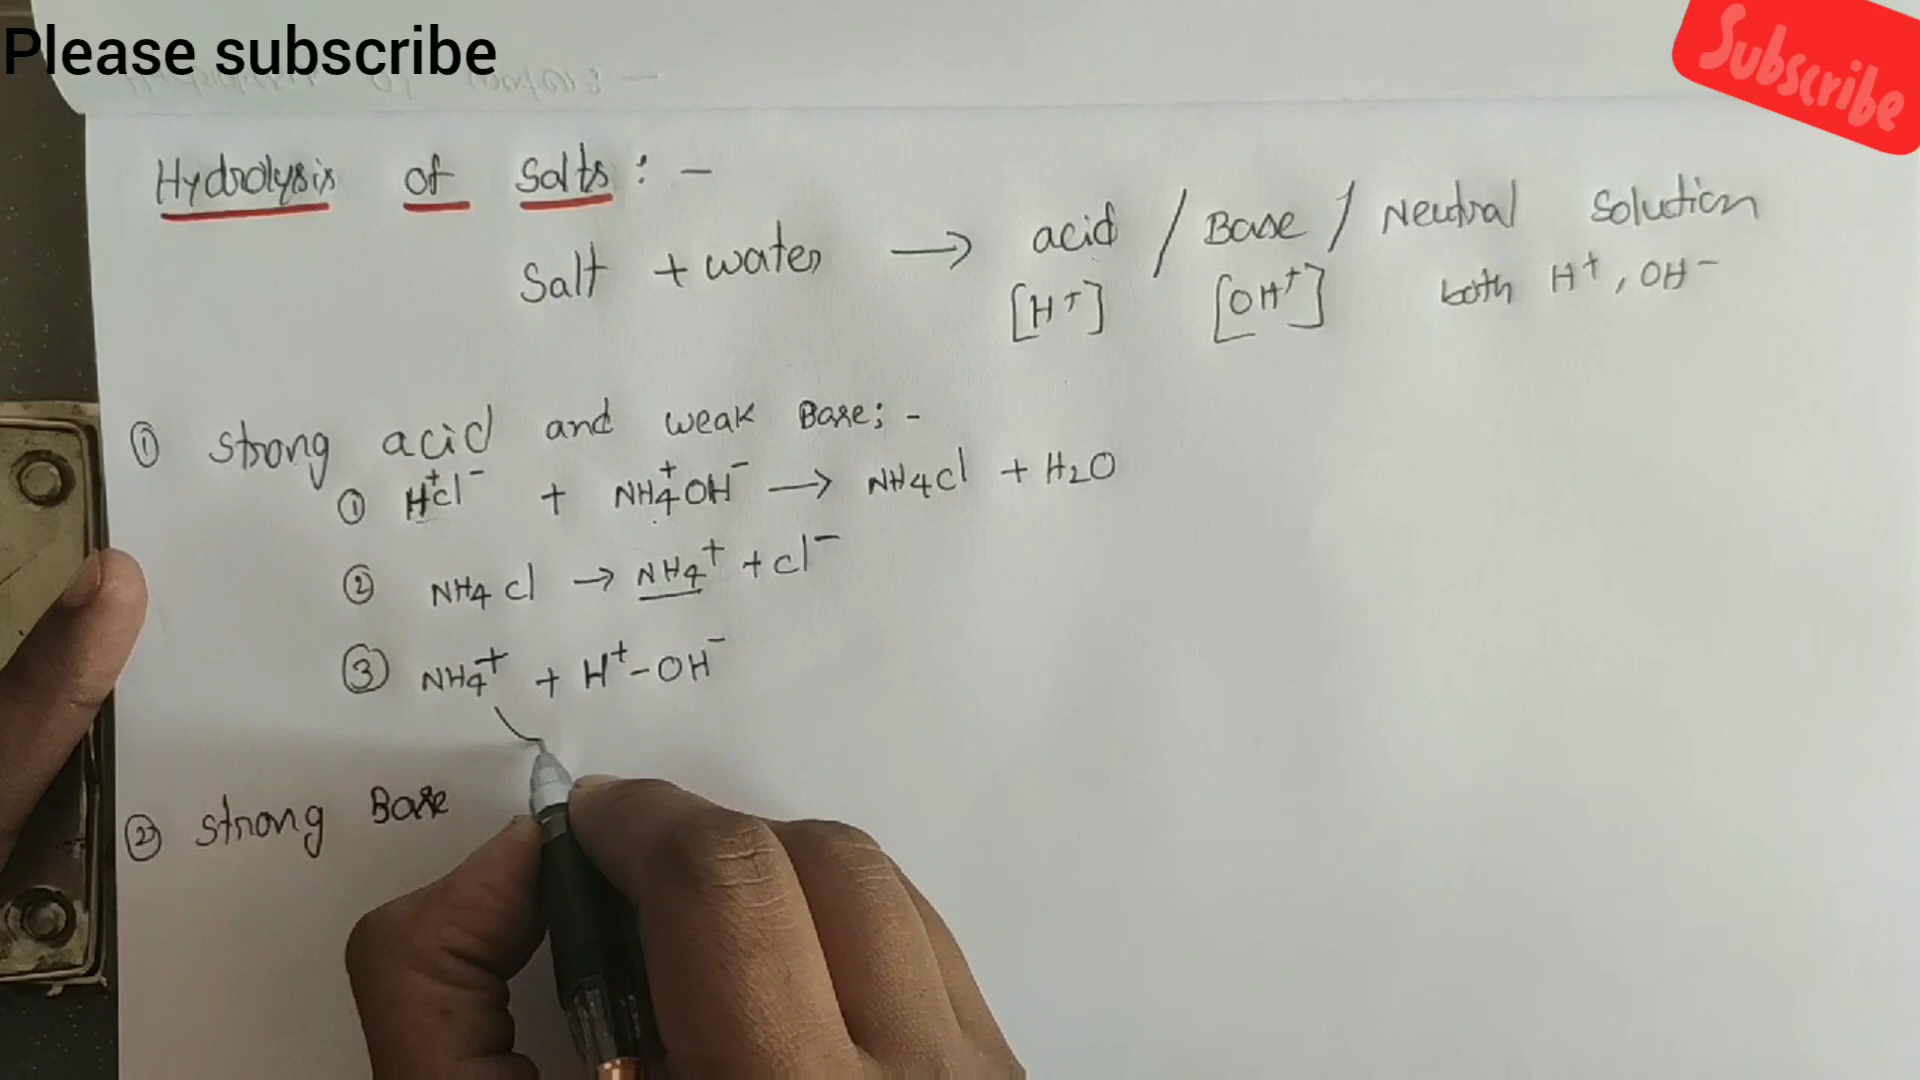 Please subscribe
Subscribe
Hydrolysis of Salts : -
Salt + water → acid / Base / Neutral Solution
[H+] [OH+] both H+, OH-
① strong acid and weak Base; -
① H+Cl- + NH4+OH- → NH4Cl + H2O
② NH4Cl → NH4+ + Cl-
③ NH4+ + H+-OH-
② strong Base